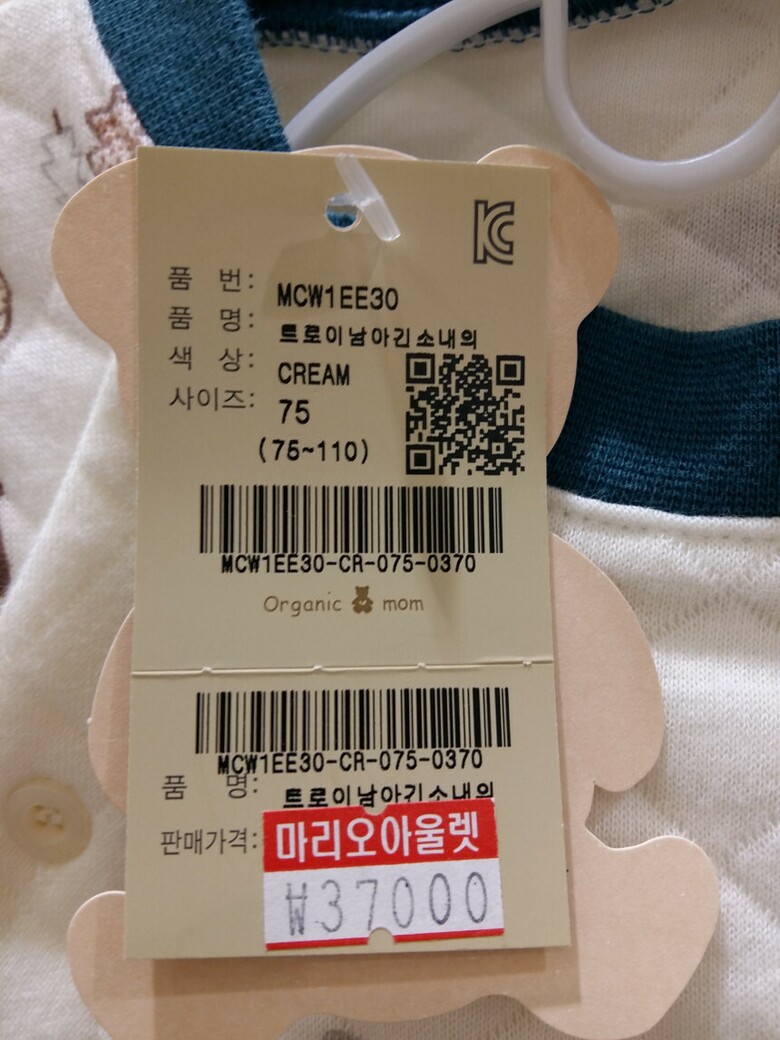 KC
품 번: MCW1EE30
품 명: 트로이남아긴소내의
색 상: CREAM
사이즈: 75
(75~110)
MCW1EE30-CR-075-0370
Organic mom
MCW1EE30-CR-075-0370
품 명: 트로이남아긴소내의
판매가격: 마리오아울렛
₩37000